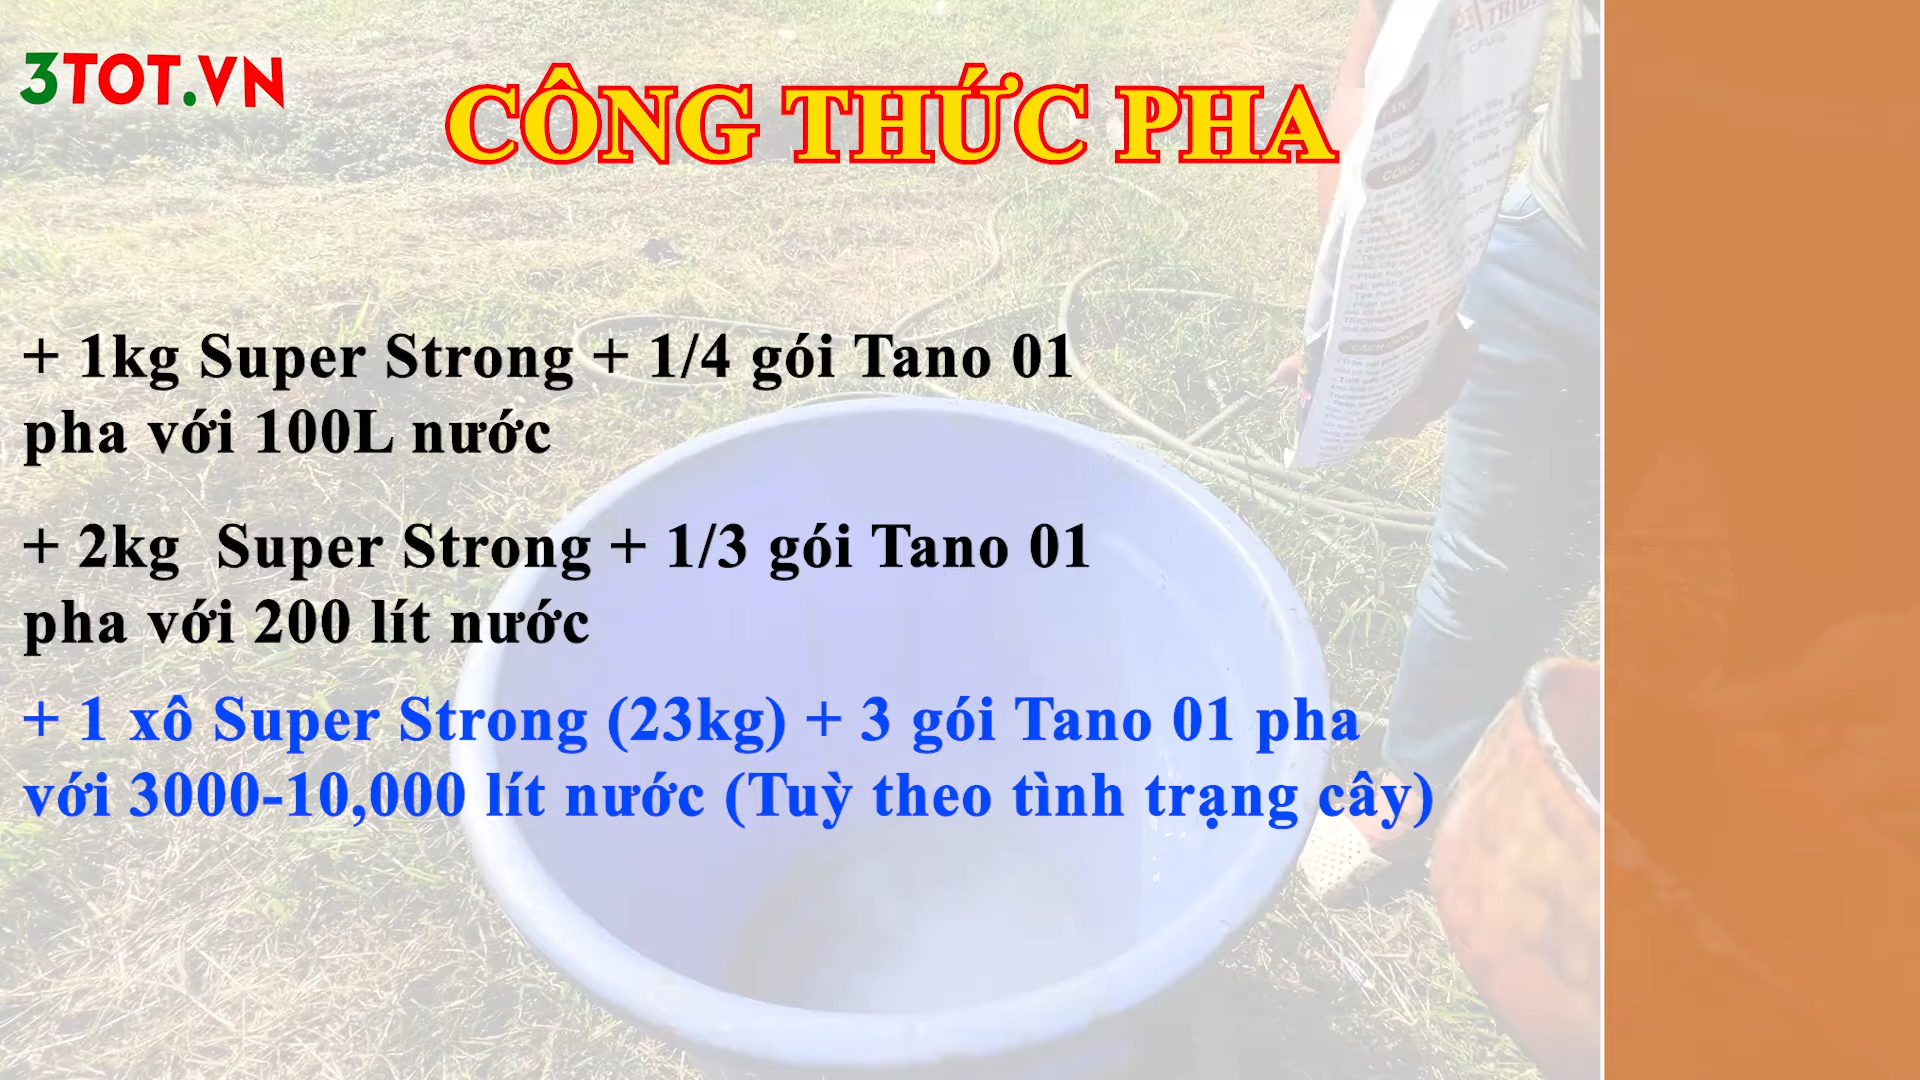 3TOT.VN
CÔNG THỨC PHA
+ 1kg Super Strong + 1/4 gói Tano 01
pha với 100L nước
+ 2kg  Super Strong + 1/3 gói Tano 01
pha với 200 lít nước
+ 1 xô Super Strong (23kg) + 3 gói Tano 01 pha
với 3000-10,000 lít nước (Tuỳ theo tình trạng cây)